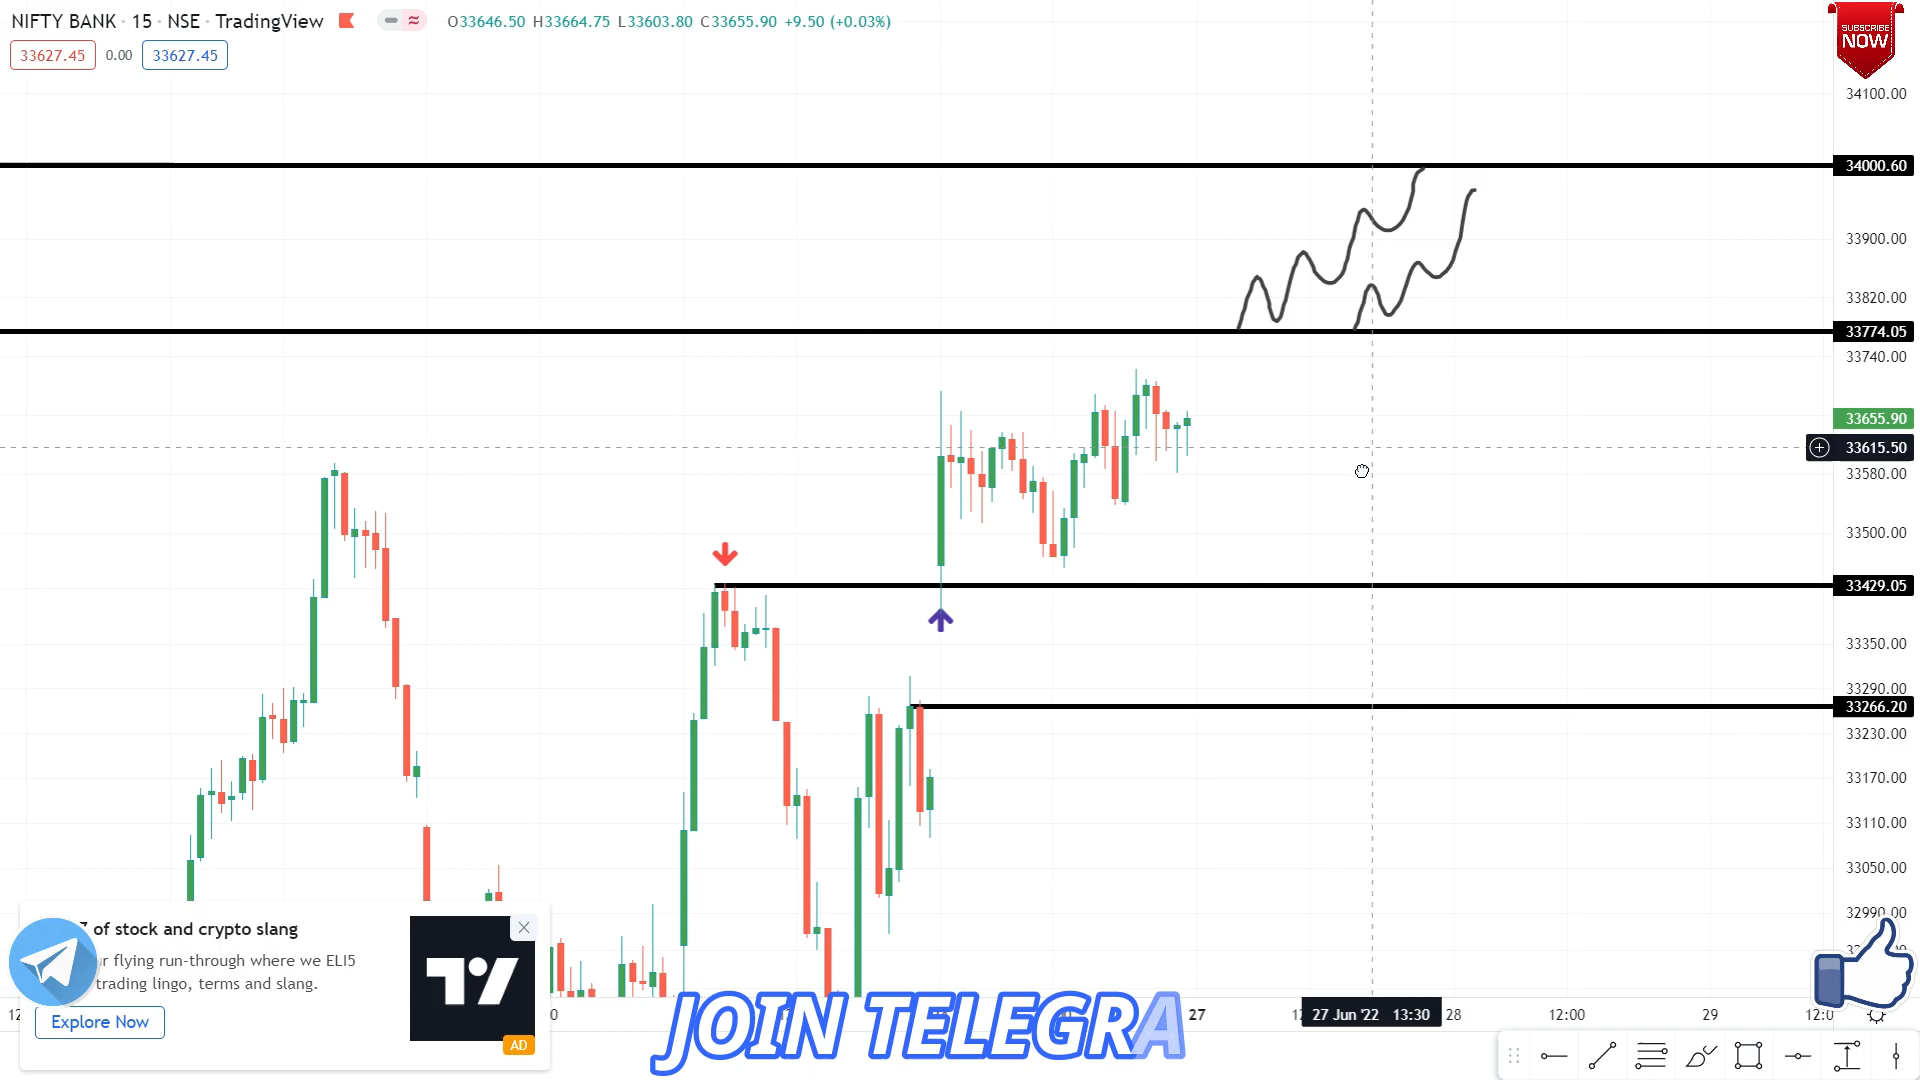 NIFTY BANK · 15 · NSE · TradingView
O33646.50 H33664.75 L33603.80 C33655.90 +9.50 (+0.03%)
33627.45 0.00 33627.45
SUBSCRIBE
NOW
34100.00
34000.60
33900.00
33820.00
33774.05
33740.00
33655.90
33615.50
33580.00
33500.00
33429.05
33350.00
33290.00
33266.20
33230.00
33170.00
33110.00
33050.00
32990.00
of stock and crypto slang
flying run-through where we ELI5
trading lingo, terms and slang.
Explore Now
AD
27 27 Jun '22 13:30 28 12:00 29
JOIN TELEGRA